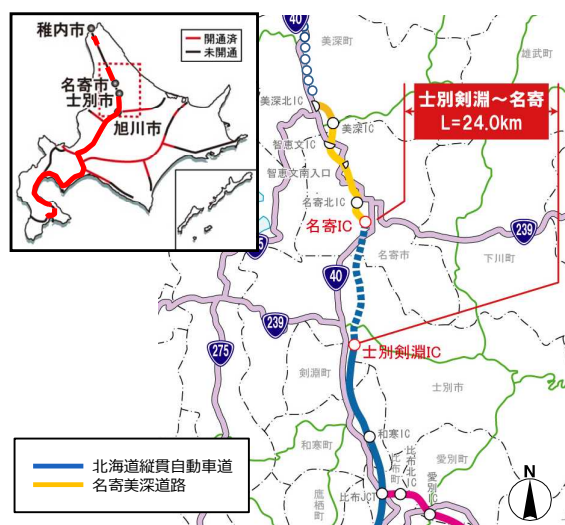 稚内市
名寄市
士別市
旭川市
開通済
未開通
40
美深町
雄武町
美深北IC
美深IC
智恵文IC
智恵文南入口
名寄北IC
名寄IC
士別剣淵~名寄
L=24.0km
239
名寄市
下川町
40
239
275
士別剣淵IC
剣淵町
士別市
和寒IC
和寒町
比布町
比布北IC
愛別町
愛別IC
比布JCT
鷹栖町
北海道縦貫自動車道
名寄美深道路
N